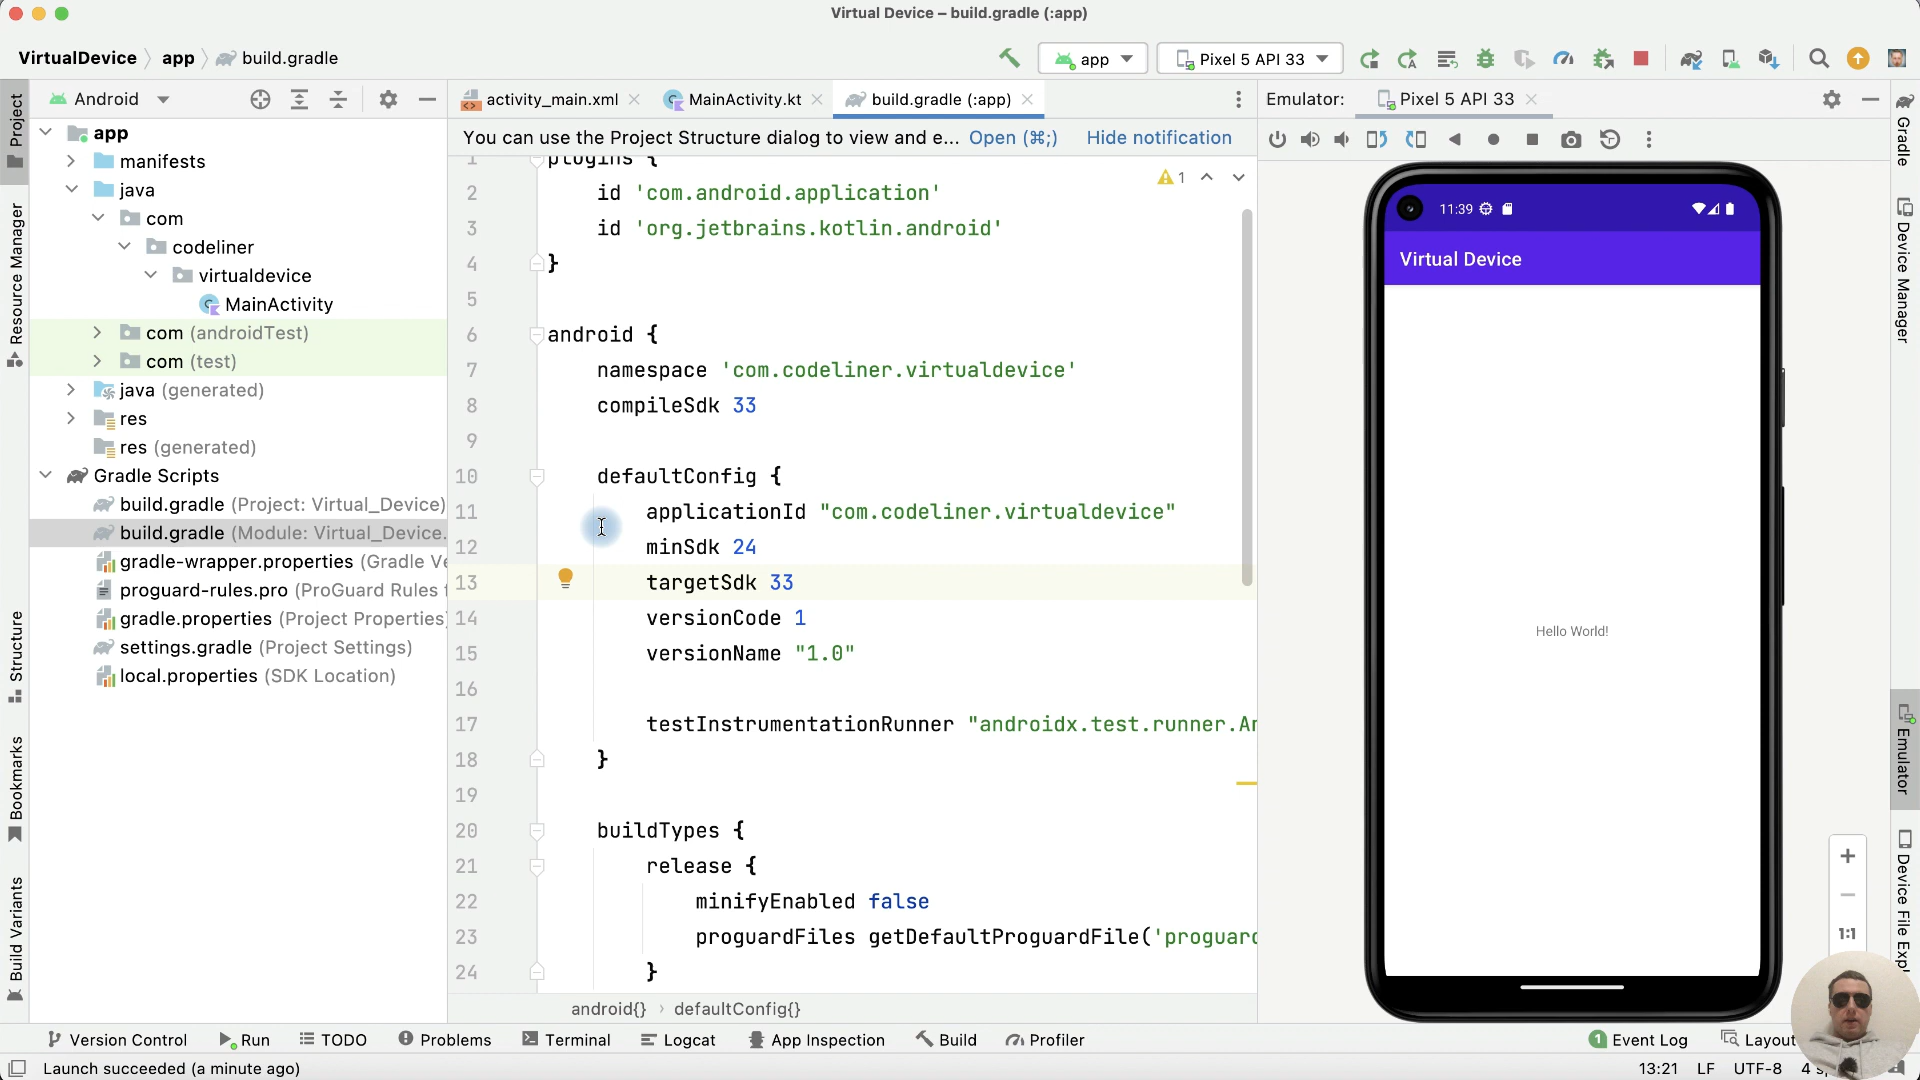 Virtual Device – build.gradle (:app)
VirtualDevice
app
build.gradle
app
Pixel 5 API 33
Project
Android
activity_main.xml
MainActivity.kt
build.gradle (:app)
Emulator:
Pixel 5 API 33
You can use the Project Structure dialog to view and e... Open (⌘;) Hide notification
app
manifests
java
com
codeliner
virtualdevice
MainActivity
com (androidTest)
com (test)
java (generated)
res
res (generated)
Gradle Scripts
build.gradle (Project: Virtual_Device)
build.gradle (Module: Virtual_Device.
gradle-wrapper.properties (Gradle Ve
proguard-rules.pro (ProGuard Rules
gradle.properties (Project Properties)
settings.gradle (Project Settings)
local.properties (SDK Location)
Resource Manager
Structure
Bookmarks
Build Variants
1 plugins {
2 id 'com.android.application'
3 id 'org.jetbrains.kotlin.android'
4 }
5
6 android {
7 namespace 'com.codeliner.virtualdevice'
8 compileSdk 33
9
10 defaultConfig {
11 applicationId "com.codeliner.virtualdevice"
12 minSdk 24
13 targetSdk 33
14 versionCode 1
15 versionName "1.0"
16
17 testInstrumentationRunner "androidx.test.runner.An
18 }
19
20 buildTypes {
21 release {
22 minifyEnabled false
23 proguardFiles getDefaultProguardFile('proguard
24 }
1
android{} › defaultConfig{}
11:39
Virtual Device
Hello World!
1:1
Gradle
Device Manager
Emulator
Device File Expl
Version Control
Run
TODO
Problems
Terminal
Logcat
App Inspection
Build
Profiler
1 Event Log
Layout
Launch succeeded (a minute ago)
13:21 LF UTF-8 4